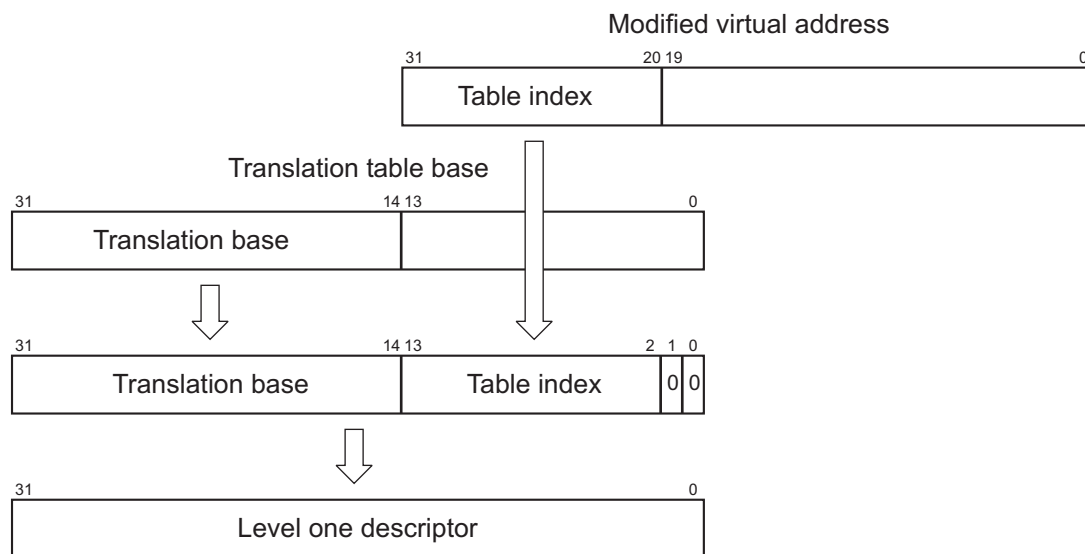 Modified virtual address
31 20 19 0
Table index
Translation table base
31 14 13 0
Translation base
31 14 13 2 1 0
Translation base Table index 0 0
31 0
Level one descriptor